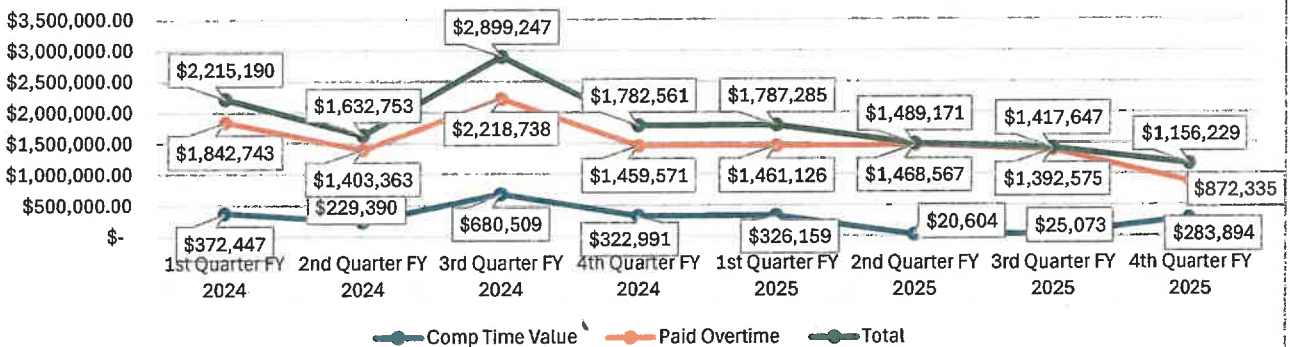 $3,500,000.00
$3,000,000.00
$2,500,000.00
$2,000,000.00
$1,500,000.00
$1,000,000.00
$500,000.00
$-
$2,215,190
$1,632,753
$2,899,247
$1,782,561
$1,787,285
$1,489,171
$1,417,647
$1,156,229
$1,842,743
$1,403,363
$2,218,738
$1,459,571
$1,461,126
$1,468,567
$1,392,575
$872,335
$372,447
$229,390
$680,509
$322,991
$326,159
$20,604
$25,073
$283,894
1st Quarter FY 2024
2nd Quarter FY 2024
3rd Quarter FY 2024
4th Quarter FY 2024
1st Quarter FY 2025
2nd Quarter FY 2025
3rd Quarter FY 2025
4th Quarter FY 2025
Comp Time Value
Paid Overtime
Total